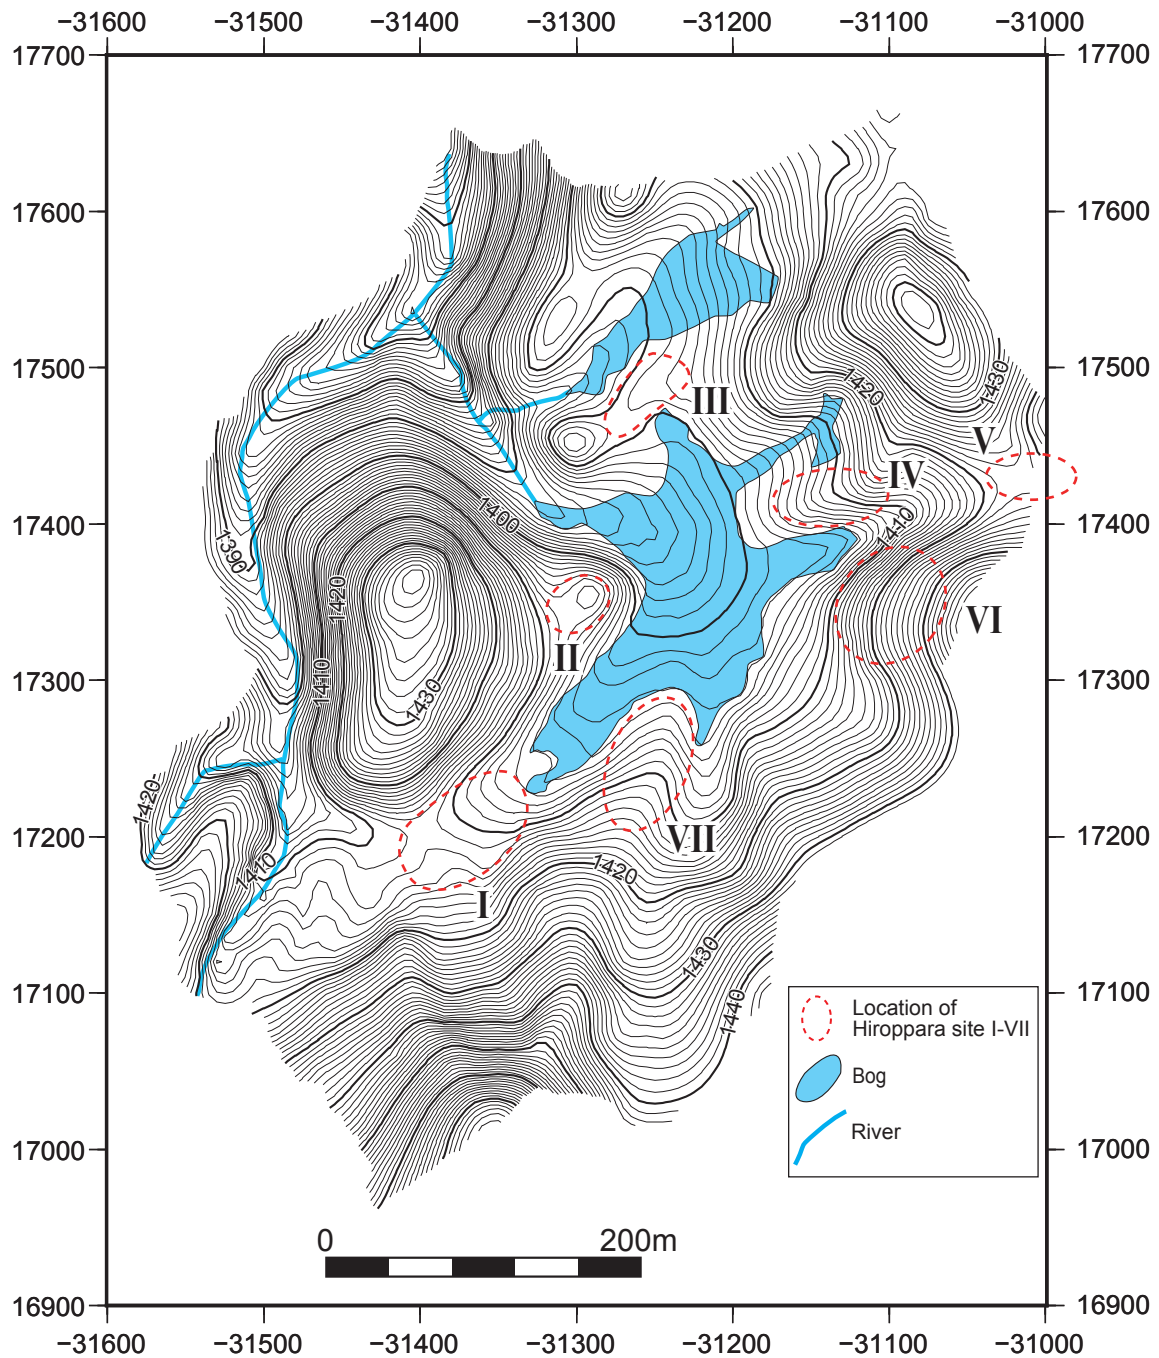 −31600 −31500 −31400 −31300 −31200 −31100 −31000
17700 17700
17600 17600
17500 17500
1420
1430
III
V
IV
1400
1410
17400 17400
1390
1420
VI
II
1410
17300 17300
1430
1420
17200 17200
VII
1410
1420
I
1430
17100 17100
1440
Location of
Hiroppara site I-VII
Bog
River
17000 17000
0 200m
16900 16900
−31600 −31500 −31400 −31300 −31200 −31100 −31000